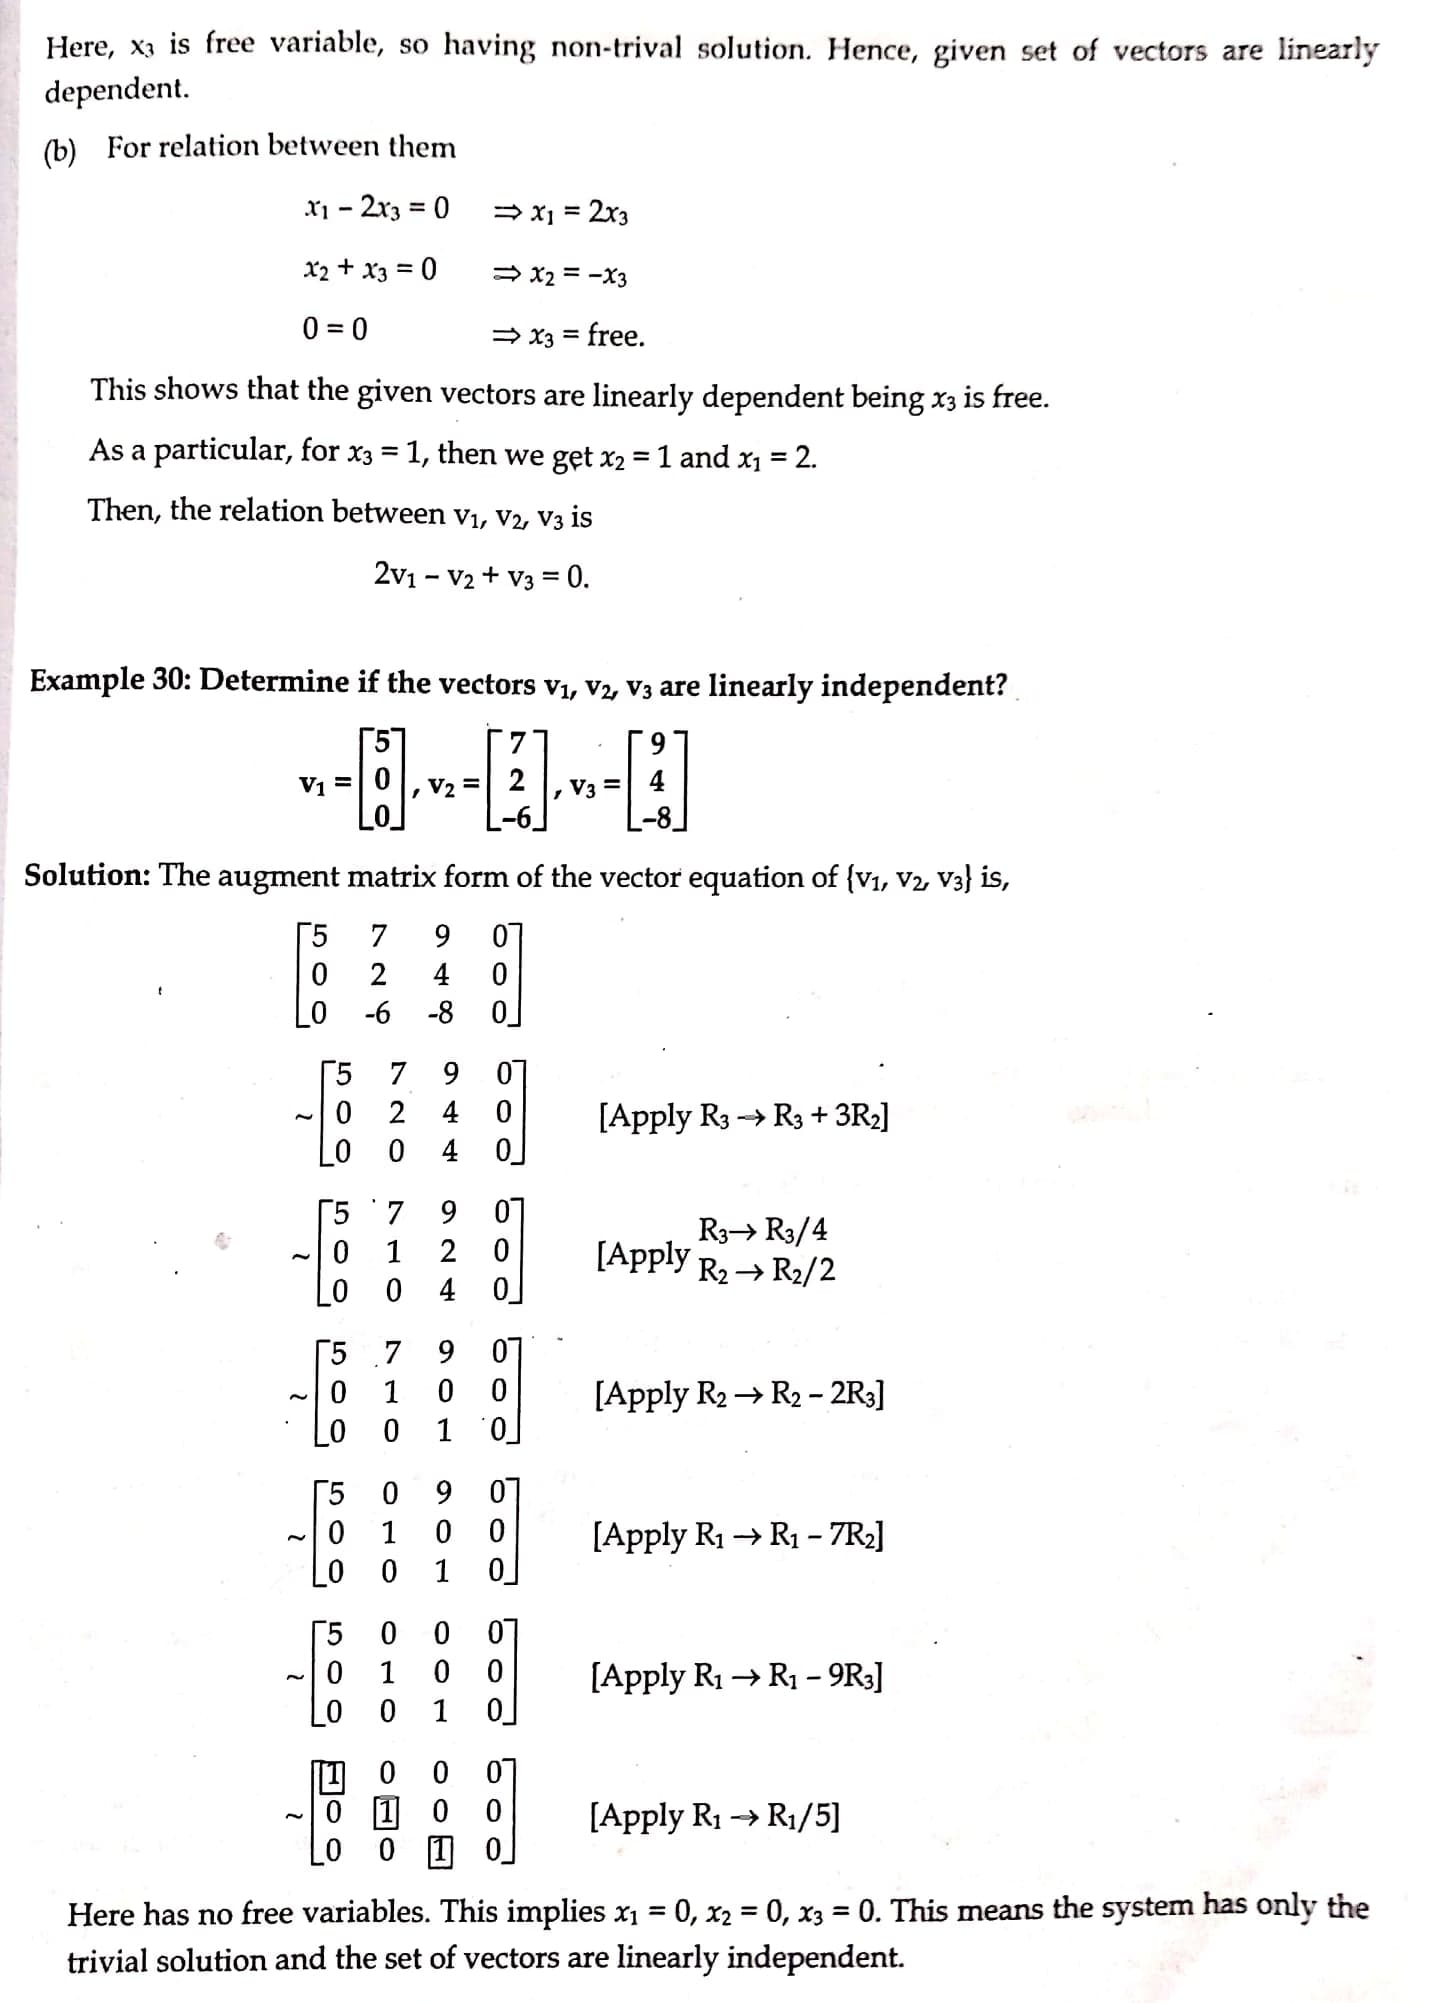 Here, x₃ is free variable, so having non-trival solution. Hence, given set of vectors are linearly
dependent.
(b) For relation between them
x₁ – 2x₃ = 0 ⇒ x₁ = 2x₃
x₂ + x₃ = 0 ⇒ x₂ = –x₃
0 = 0 ⇒ x₃ = free.
This shows that the given vectors are linearly dependent being x₃ is free.
As a particular, for x₃ = 1, then we get x₂ = 1 and x₁ = 2.
Then, the relation between v₁, v₂, v₃ is
2v₁ – v₂ + v₃ = 0.
Example 30: Determine if the vectors v₁, v₂, v₃ are linearly independent?
v₁ = [5 0 0], v₂ = [7 2 –6], v₃ = [9 4 –8]
Solution: The augment matrix form of the vector equation of {v₁, v₂, v₃} is,
[5 7 9 0
0 2 4 0
0 -6 -8 0]
[5 7 9 0
~ 0 2 4 0 [Apply R₃ → R₃ + 3R₂]
0 0 4 0]
[5 7 9 0
~ 0 1 2 0 [Apply R₃→ R₃/4 R₂ → R₂/2
0 0 4 0]
[5 7 9 0
~ 0 1 0 0 [Apply R₂ → R₂ – 2R₃]
0 0 1 0]
[5 0 9 0
~ 0 1 0 0 [Apply R₁ → R₁ – 7R₂]
0 0 1 0]
[5 0 0 0
~ 0 1 0 0 [Apply R₁ → R₁ – 9R₃]
0 0 1 0]
[1 0 0 0
~ 0 1 0 0 [Apply R₁ → R₁/5]
0 0 1 0]
Here has no free variables. This implies x₁ = 0, x₂ = 0, x₃ = 0. This means the system has only the
trivial solution and the set of vectors are linearly independent.